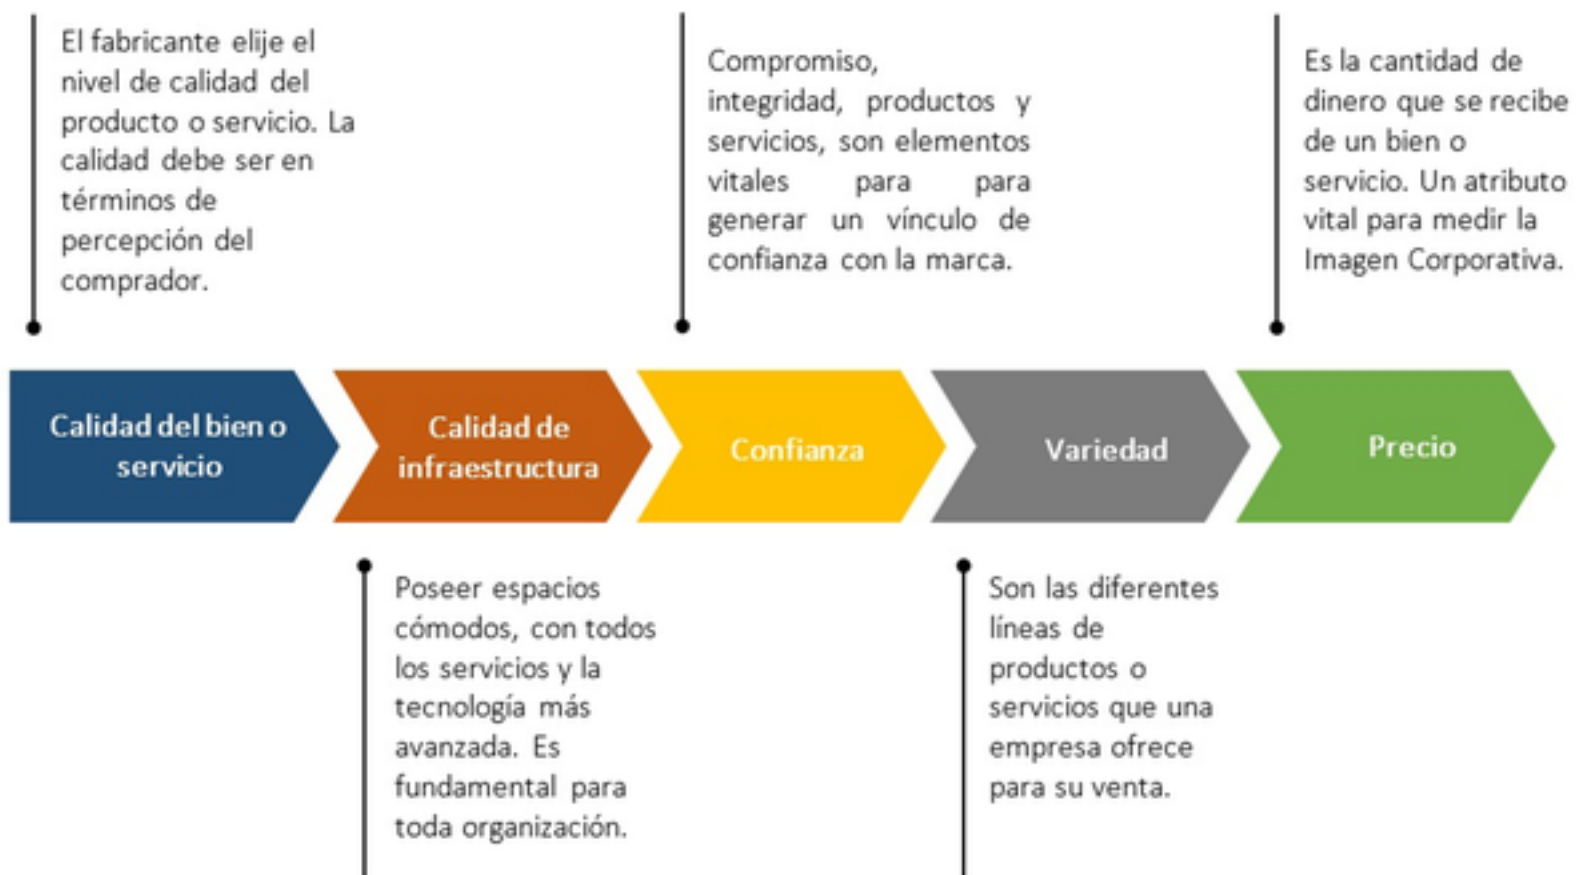 El fabricante elije el
nivel de calidad del
producto o servicio. La
calidad debe ser en
términos de
percepción del
comprador.
Compromiso,
integridad, productos y
servicios, son elementos
vitales para para
generar un vínculo de
confianza con la marca.
Es la cantidad de
dinero que se recibe
de un bien o
servicio. Un atributo
vital para medir la
Imagen Corporativa.
Calidad del bien o
servicio
Calidad de
infraestructura
Confianza
Variedad
Precio
Poseer espacios
cómodos, con todos
los servicios y la
tecnología más
avanzada. Es
fundamental para
toda organización.
Son las diferentes
líneas de
productos o
servicios que una
empresa ofrece
para su venta.